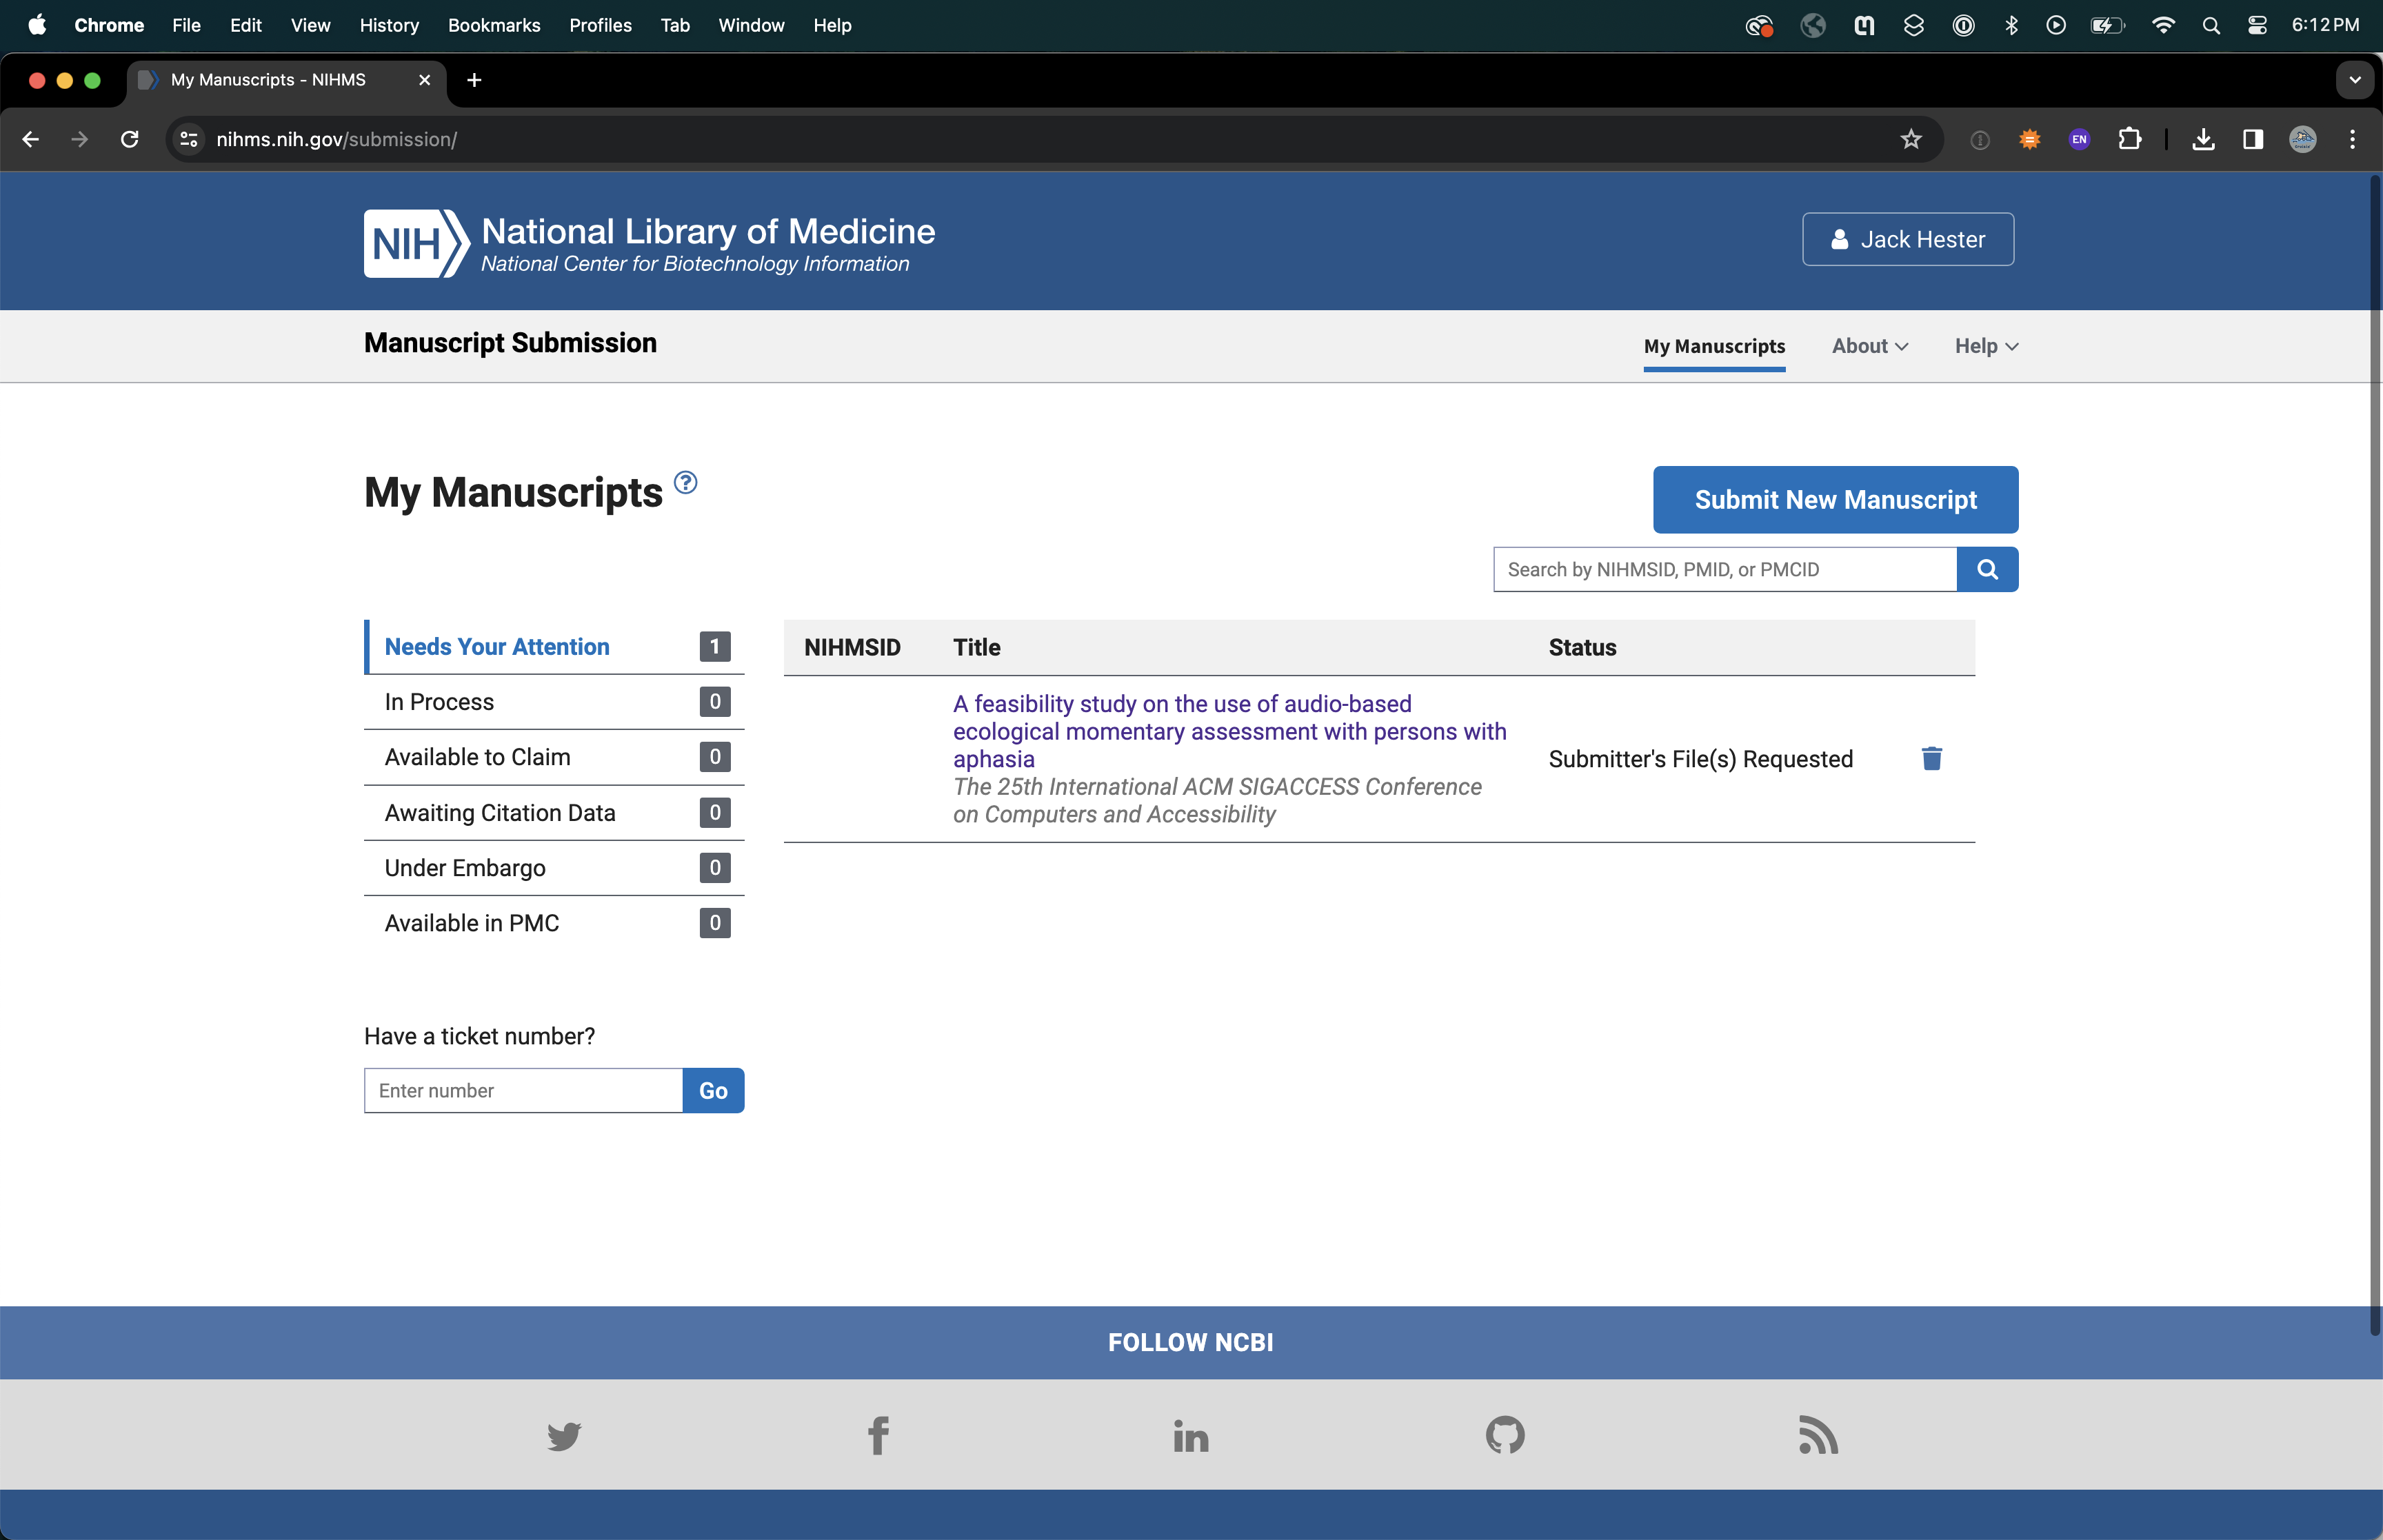 Chrome File Edit View History Bookmarks Profiles Tab Window Help 6:12 PM
My Manuscripts - NIHMS
nihms.nih.gov/submission/
EN
NIH National Library of Medicine
National Center for Biotechnology Information
Jack Hester
Manuscript Submission
My Manuscripts About Help
My Manuscripts ?
Submit New Manuscript
Search by NIHMSID, PMID, or PMCID
Needs Your Attention 1
In Process 0
Available to Claim 0
Awaiting Citation Data 0
Under Embargo 0
Available in PMC 0
NIHMSID Title Status
A feasibility study on the use of audio-based
ecological momentary assessment with persons with
aphasia
The 25th International ACM SIGACCESS Conference
on Computers and Accessibility
Submitter's File(s) Requested
Have a ticket number?
Enter number Go
FOLLOW NCBI